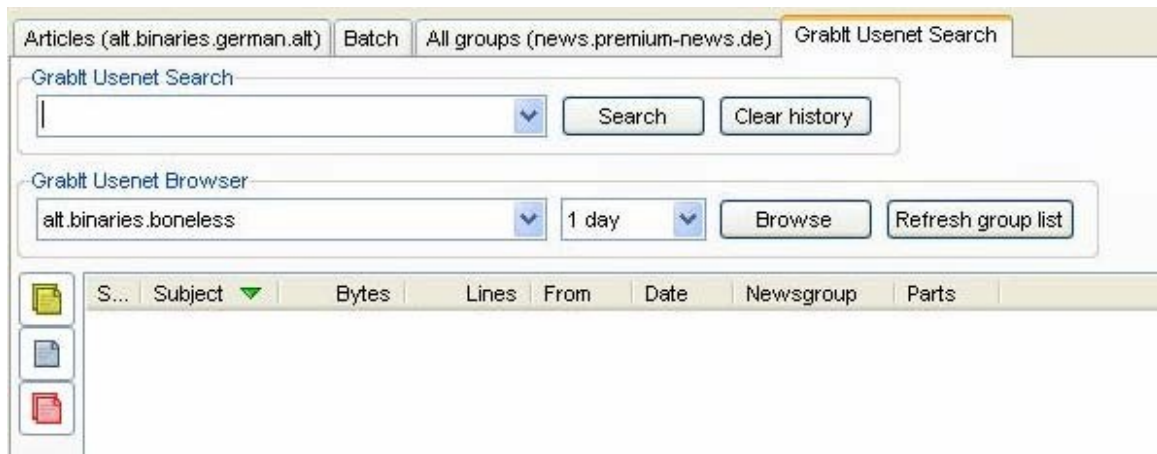 Articles (alt.binaries.german.alt) Batch All groups (news.premium-news.de) GrabIt Usenet Search
GrabIt Usenet Search
Search Clear history
GrabIt Usenet Browser
alt.binaries.boneless 1 day Browse Refresh group list
S... Subject Bytes Lines From Date Newsgroup Parts